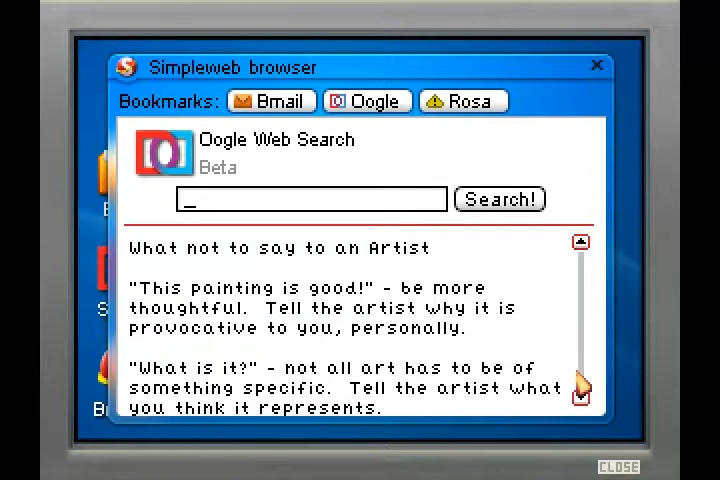 Simpleweb browser
Bookmarks: Bmail Oogle Rosa
Oogle Web Search
Beta
_ Search!
What not to say to an Artist
"This painting is good!" - be more
thoughtful. Tell the artist why it is
provocative to you, personally.
"What is it?" - not all art has to be of
something specific. Tell the artist what
you think it represents.
CLOSE